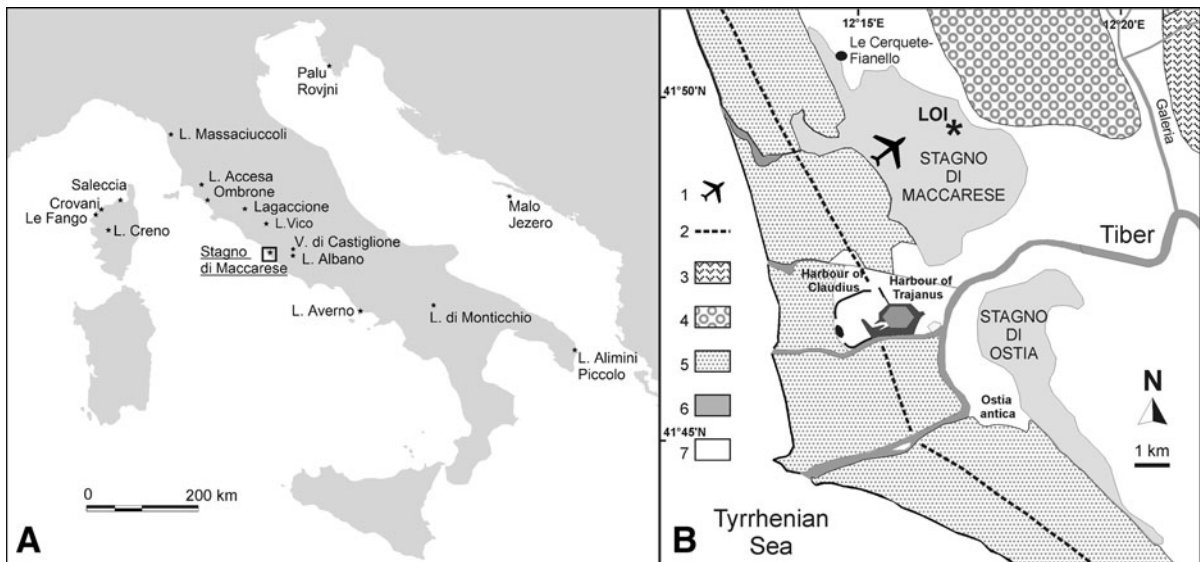 Palu
Rovjni
L. Massaciuccoli
L. Accesa
Ombrone
Saleccia
Crovani
Le Fango
L. Creno
Lagaccione
L.Vico
Malo
Jezero
V. di Castiglione
L. Albano
Stagno
di Maccarese
L. Averno
L. di Monticchio
L. Alimini
Piccolo
0 200 km
A
B
12°15'E
12°20'E
Le Cerquete-
Fianello
41°50'N
LOI
STAGNO
DI
MACCARESE
Galeria
Tiber
1
2
3
4
5
6
7
Harbour of
Claudius
Harbour of
Trajanus
STAGNO
DI
OSTIA
Ostia
antica
N
1 km
41°45'N
Tyrrhenian
Sea